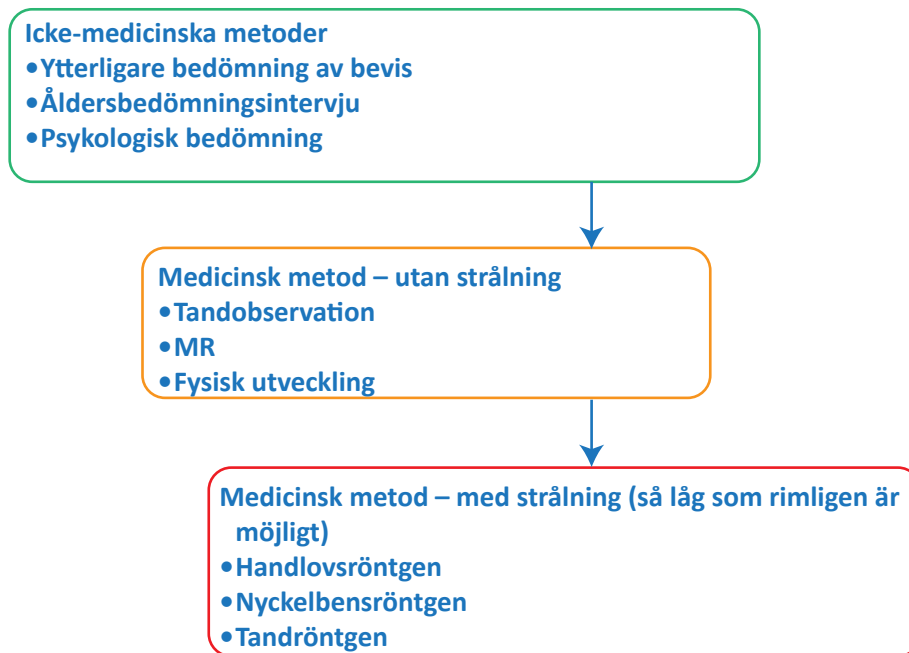 Icke-medicinska metoder
•Ytterligare bedömning av bevis
•Åldersbedömningsintervju
•Psykologisk bedömning
Medicinsk metod – utan strålning
•Tandobservation
•MR
•Fysisk utveckling
Medicinsk metod – med strålning (så låg som rimligen är
möjligt)
•Handlovsröntgen
•Nyckelbensröntgen
•Tandröntgen